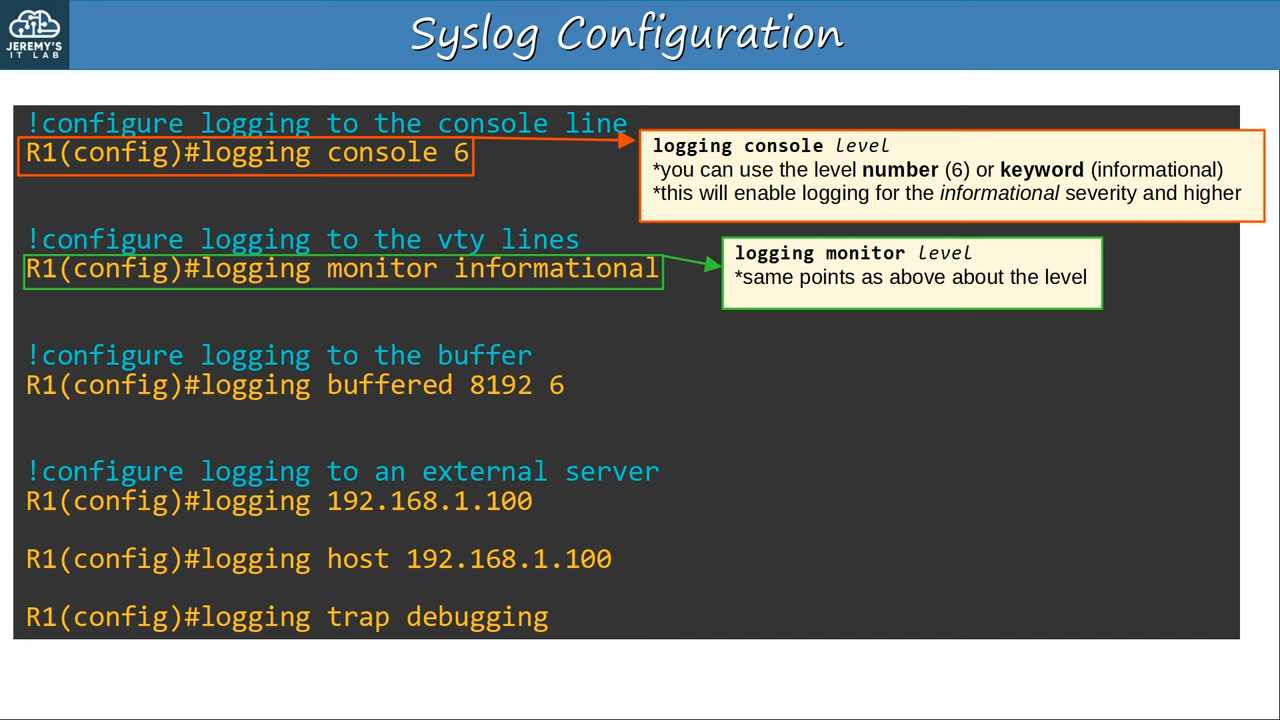 JEREMY'S
IT LAB
Syslog Configuration
!configure logging to the console line
R1(config)#logging console 6
logging console level
*you can use the level number (6) or keyword (informational)
*this will enable logging for the informational severity and higher
!configure logging to the vty lines
R1(config)#logging monitor informational
logging monitor level
*same points as above about the level
!configure logging to the buffer
R1(config)#logging buffered 8192 6
!configure logging to an external server
R1(config)#logging 192.168.1.100
R1(config)#logging host 192.168.1.100
R1(config)#logging trap debugging